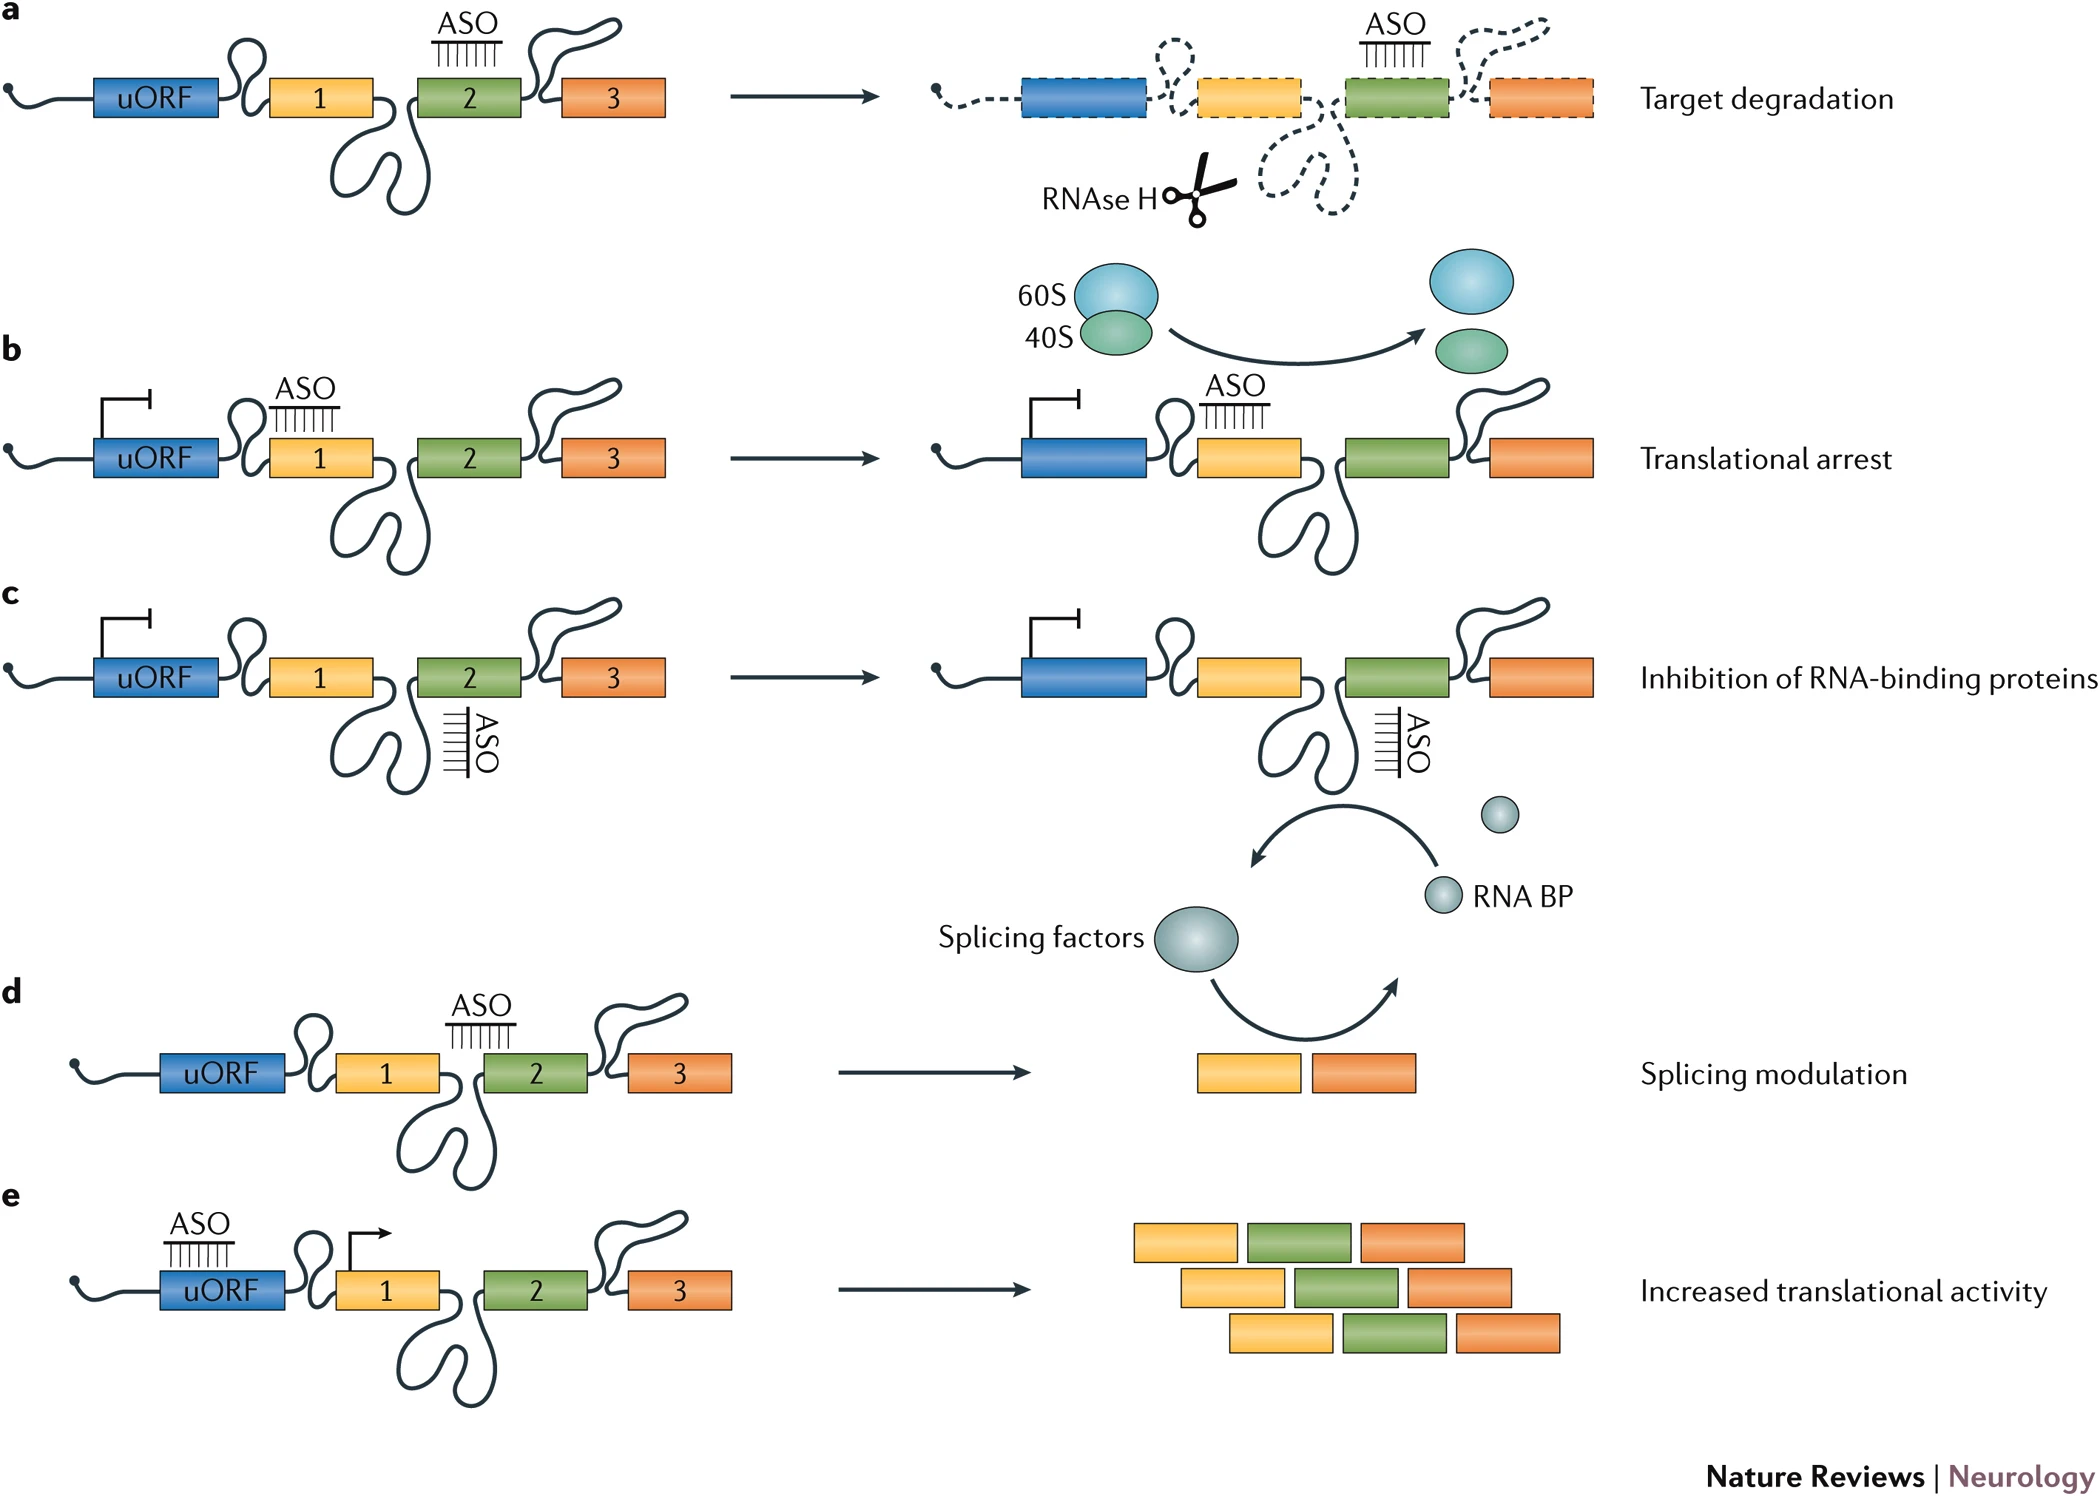 a
ASO
ASO
uORF 1 2 3
Target degradation
RNAse H
60S
40S
b
ASO
ASO
uORF 1 2 3
Translational arrest
c
uORF 1 2 3
Inhibition of RNA-binding proteins
ASO
ASO
RNA BP
Splicing factors
d
ASO
uORF 1 2 3
Splicing modulation
e
ASO
uORF 1 2 3
Increased translational activity
Nature Reviews | Neurology